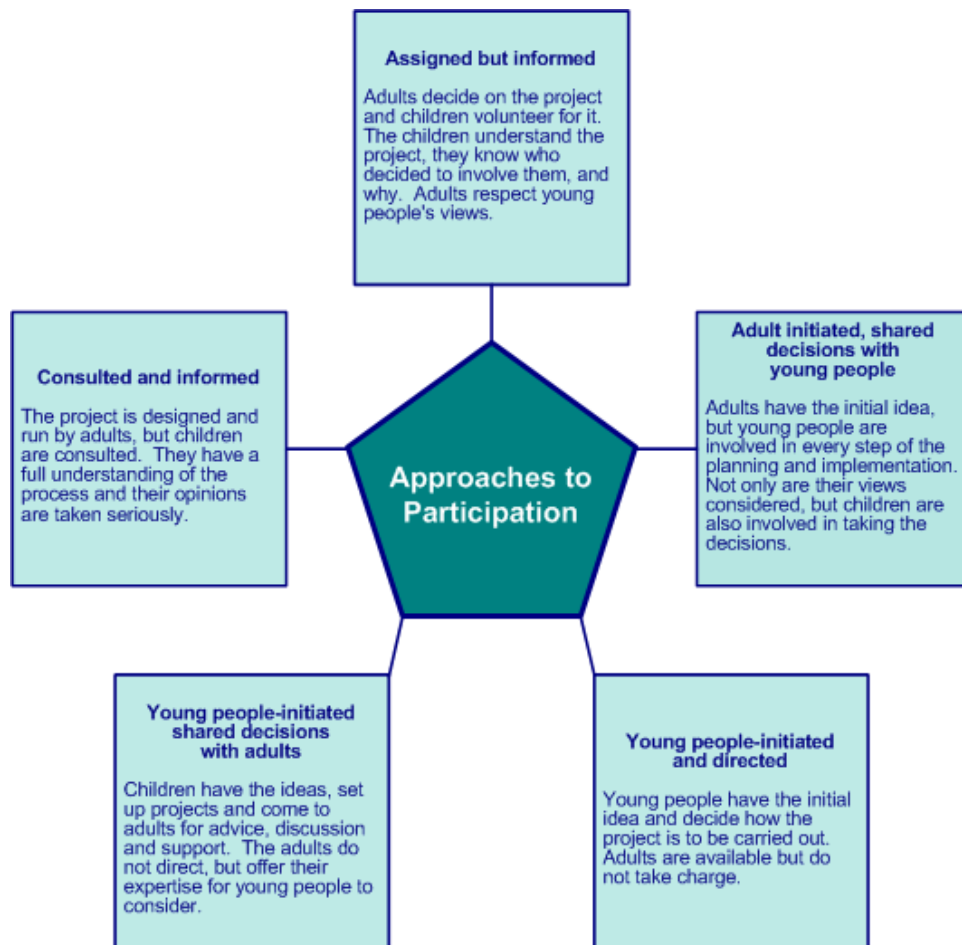 Assigned but informed
Adults decide on the project
and children volunteer for it.
The children understand the
project, they know who
decided to involve them, and
why.  Adults respect young
people's views.
Consulted and informed
The project is designed and
run by adults, but children
are consulted.  They have a
full understanding of the
process and their opinions
are taken seriously.
Approaches to
Participation
Adult initiated, shared
decisions with
young people
Adults have the initial idea,
but young people are
involved in every step of the
planning and implementation.
Not only are their views
considered, but children are
also involved in taking the
decisions.
Young people-initiated
shared decisions
with adults
Children have the ideas, set
up projects and come to
adults for advice, discussion
and support.  The adults do
not direct, but offer their
expertise for young people to
consider.
Young people-initiated
and directed
Young people have the initial
idea and decide how the
project is to be carried out.
Adults are available but do
not take charge.